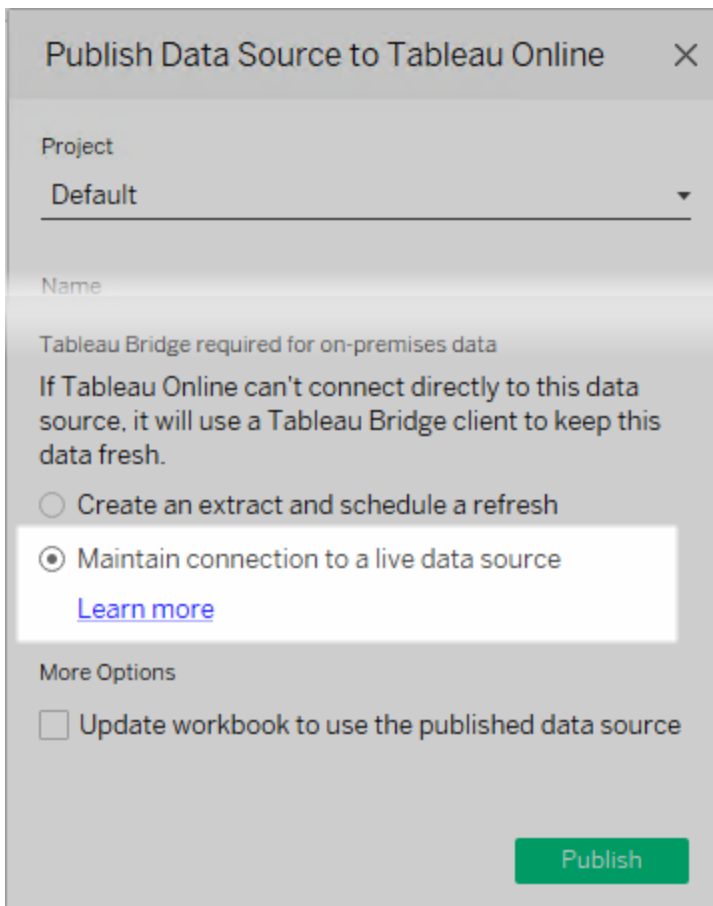 Publish Data Source to Tableau Online
Project
Default
Name
Tableau Bridge required for on-premises data
If Tableau Online can't connect directly to this data
source, it will use a Tableau Bridge client to keep this
data fresh.
Create an extract and schedule a refresh
Maintain connection to a live data source
Learn more
More Options
Update workbook to use the published data source
Publish